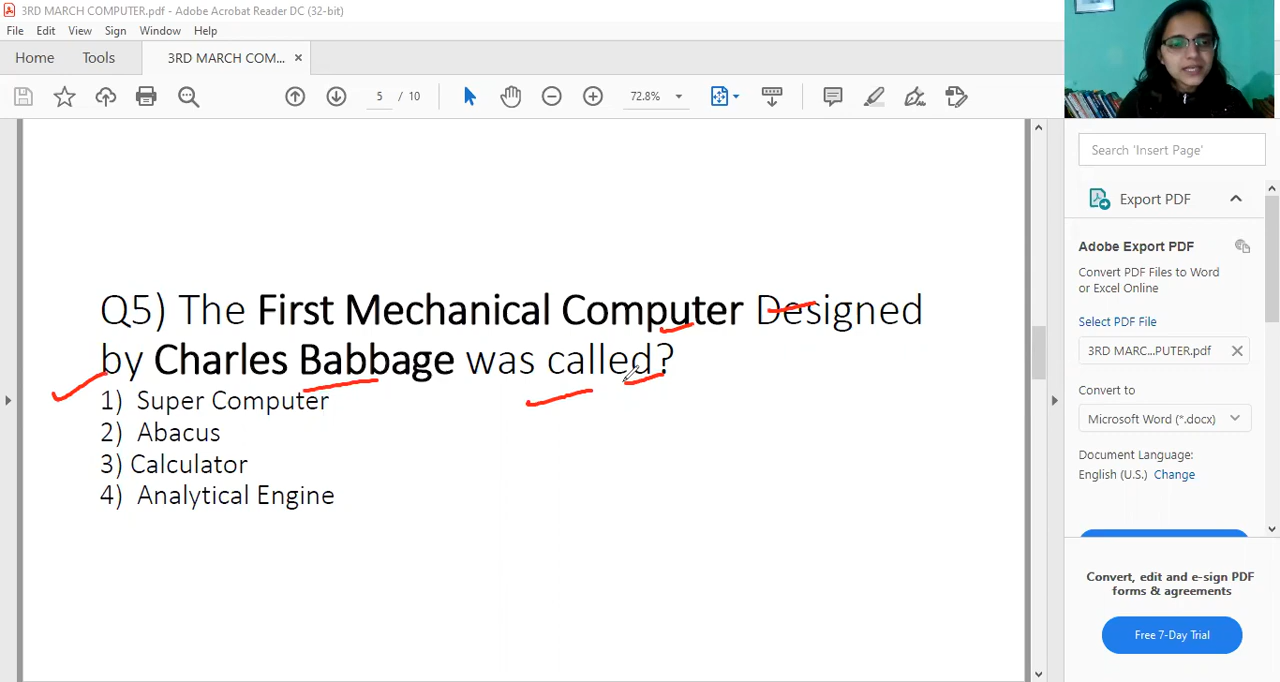 3RD MARCH COMPUTER.pdf - Adobe Acrobat Reader DC (32-bit)
File Edit View Sign Window Help
Home Tools 3RD MARCH COM... ×
5 / 10 72.8%
Search 'Insert Page'
Export PDF
Adobe Export PDF
Convert PDF Files to Word
or Excel Online
Select PDF File
3RD MARC...PUTER.pdf
Convert to
Microsoft Word (*.docx)
Document Language:
English (U.S.) Change
Convert, edit and e-sign PDF
forms & agreements
Free 7-Day Trial
Q5) The First Mechanical Computer Designed
by Charles Babbage was called?
1) Super Computer
2) Abacus
3) Calculator
4) Analytical Engine